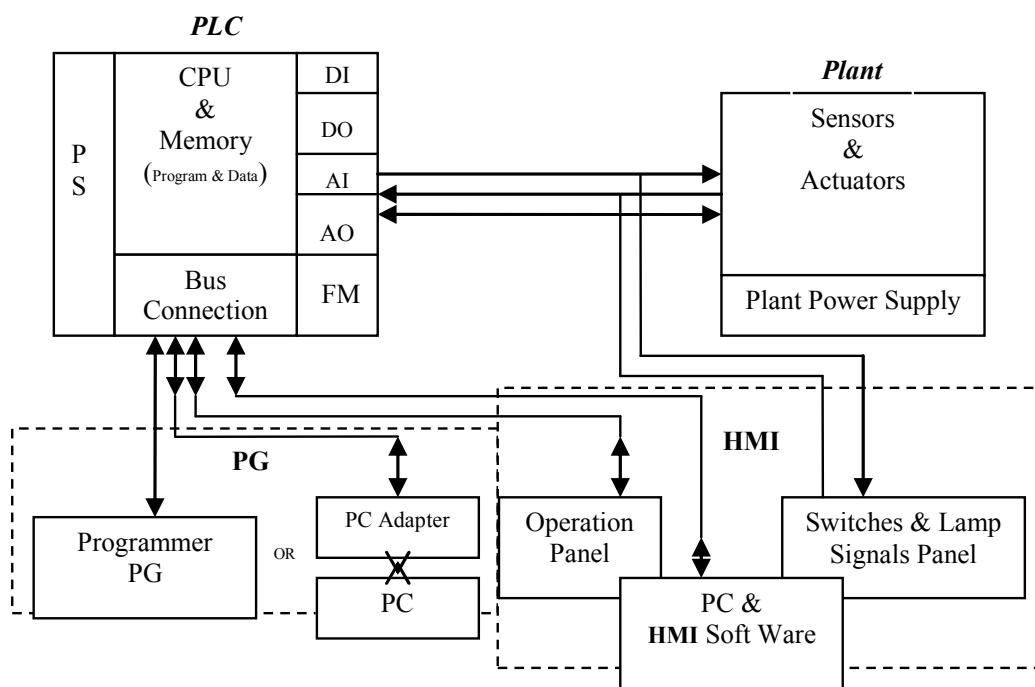 PLC
PS
CPU
&
Memory
(Program & Data)
DI
DO
AI
AO
Bus
Connection
FM
Plant
Sensors
&
Actuators
Plant Power Supply
PG
Programmer
PG
OR
PC Adapter
PC
HMI
Operation
Panel
Switches & Lamp
Signals Panel
PC &
HMI Soft Ware